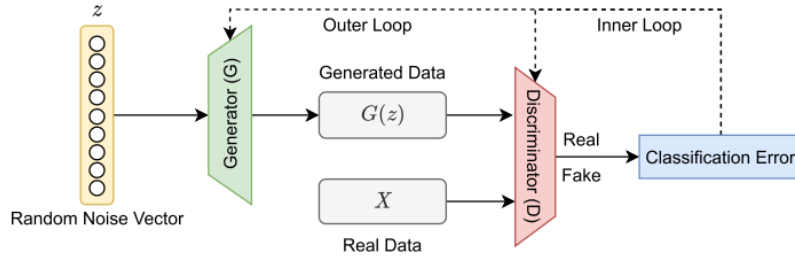 z
Outer Loop
Inner Loop
Generator (G)
Generated Data
G(z)
Discriminator (D)
Real
Fake
Classification Error
X
Random Noise Vector
Real Data